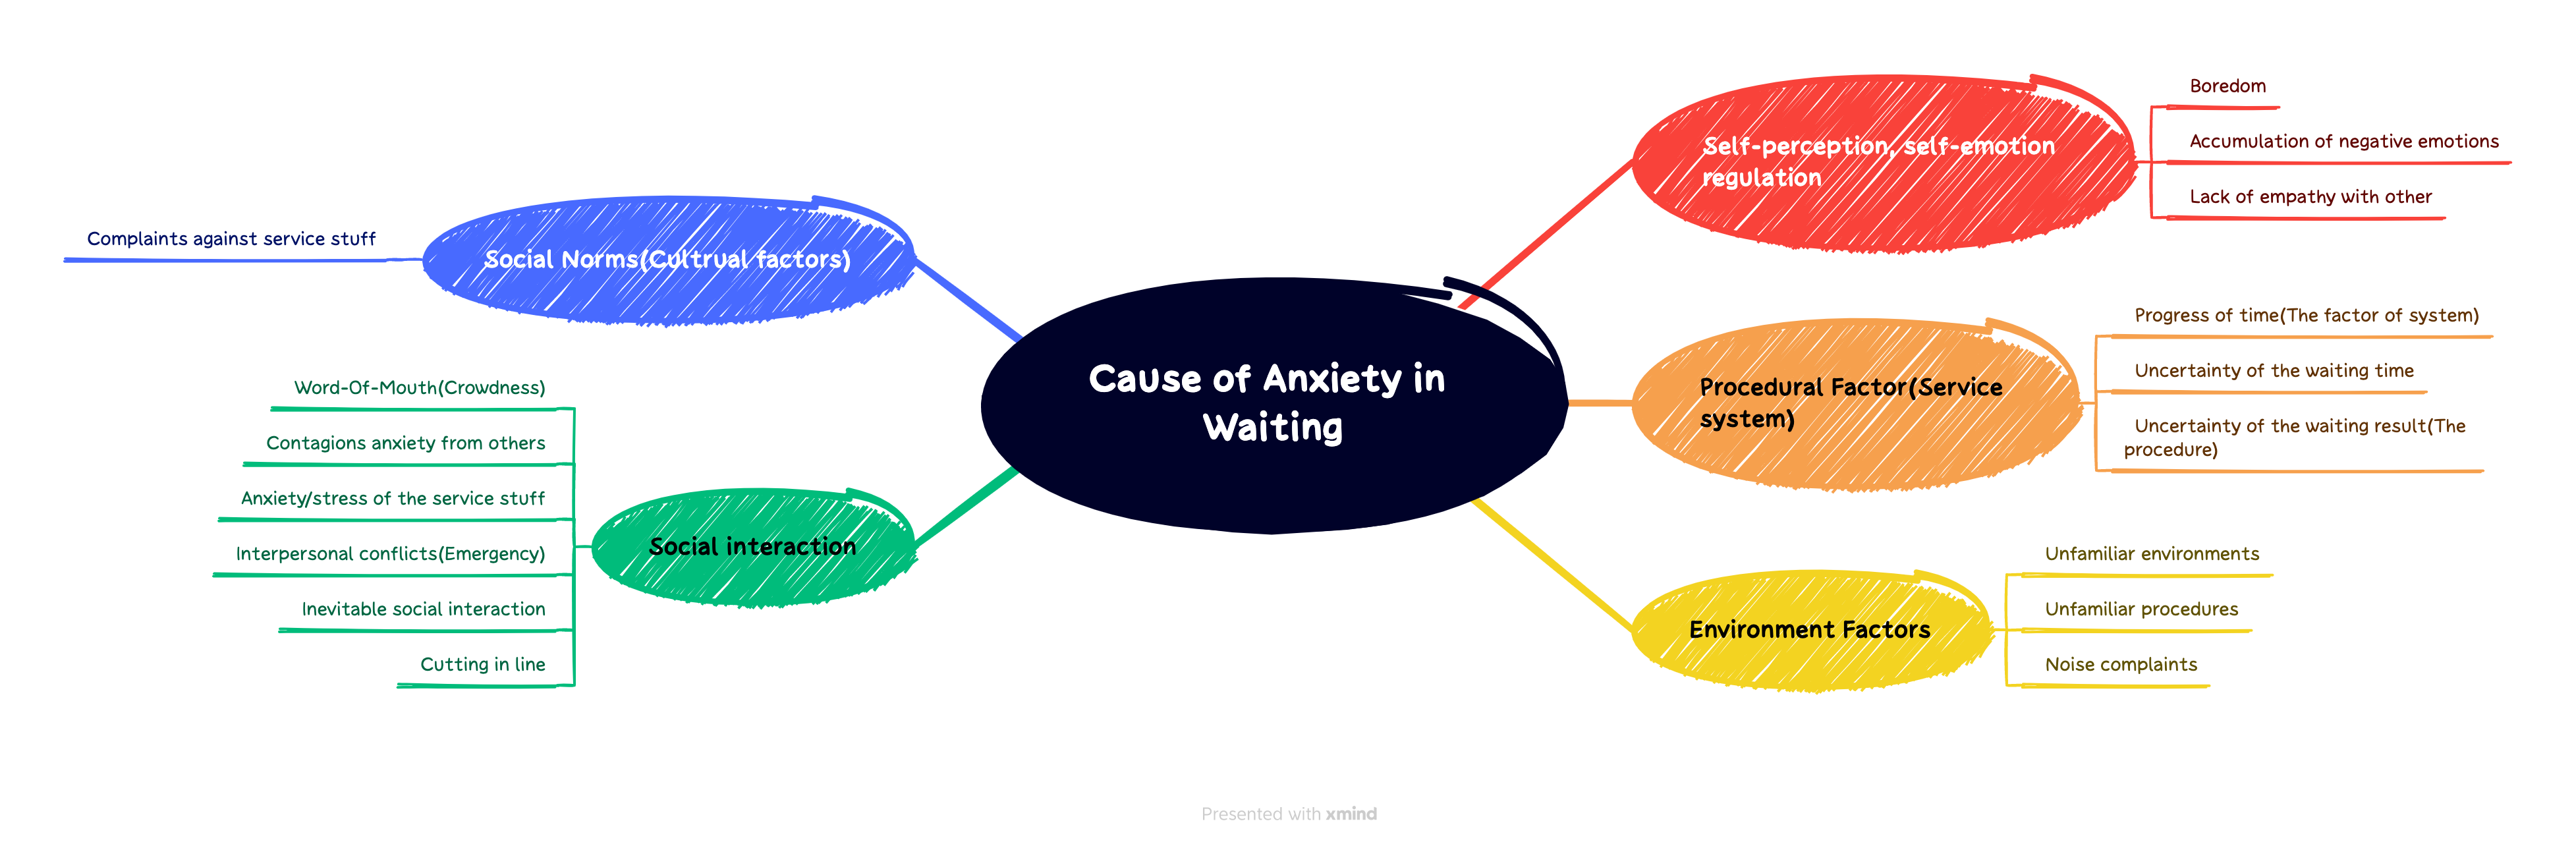 Cause of Anxiety in
Waiting
Self-perception, self-emotion
regulation
Boredom
Accumulation of negative emotions
Lack of empathy with other
Procedural Factor(Service
system)
Progress of time(The factor of system)
Uncertainty of the waiting time
Uncertainty of the waiting result(The
procedure)
Environment Factors
Unfamiliar environments
Unfamiliar procedures
Noise complaints
Social Norms(Cultrual factors)
Complaints against service stuff
Social interaction
Word-Of-Mouth(Crowdness)
Contagions anxiety from others
Anxiety/stress of the service stuff
Interpersonal conflicts(Emergency)
Inevitable social interaction
Cutting in line
Presented with xmind